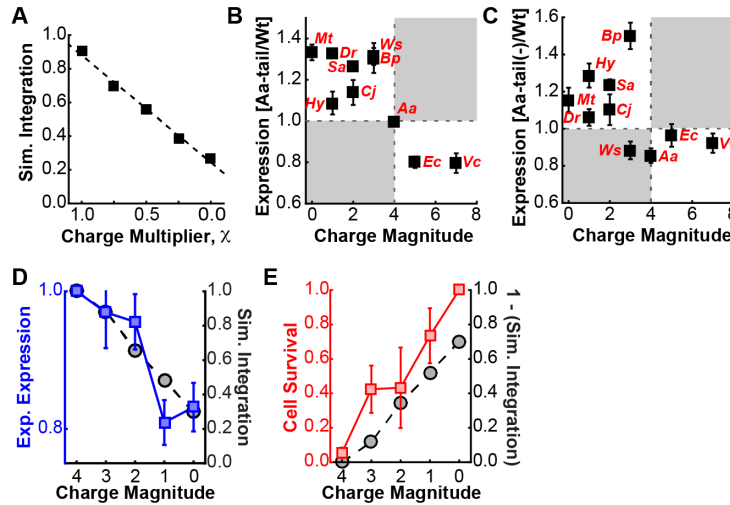 A
Sim. Integration
1.0
0.8
0.6
0.4
0.2
0.0
1.0
0.5
0.0
Charge Multiplier, χ
B
Expression [Aa-tail/Wt]
1.4
1.2
1.0
0.8
0.6
Mt
Dr
Sa
Ws
Bp
Hy
Cj
Aa
Ec
Vc
0 2 4 6 8
Charge Magnitude
C
Expression [Aa-tail(-)/Wt]
1.6
1.4
1.2
1.0
0.8
0.6
Bp
Hy
Sa
Mt
Cj
Dr
Ws
Aa
Ec
V
0 2 4 6 8
Charge Magnitude
D
Exp. Expression
1.0
0.8
1.0
0.8
0.6
0.4
0.2
0.0
Sim. Integration
4 3 2 1 0
Charge Magnitude
E
Cell Survival
1.0
0.8
0.6
0.4
0.2
0.0
1.0
0.8
0.6
0.4
0.2
0.0
1 - (Sim. Integration)
4 3 2 1 0
Charge Magnitude